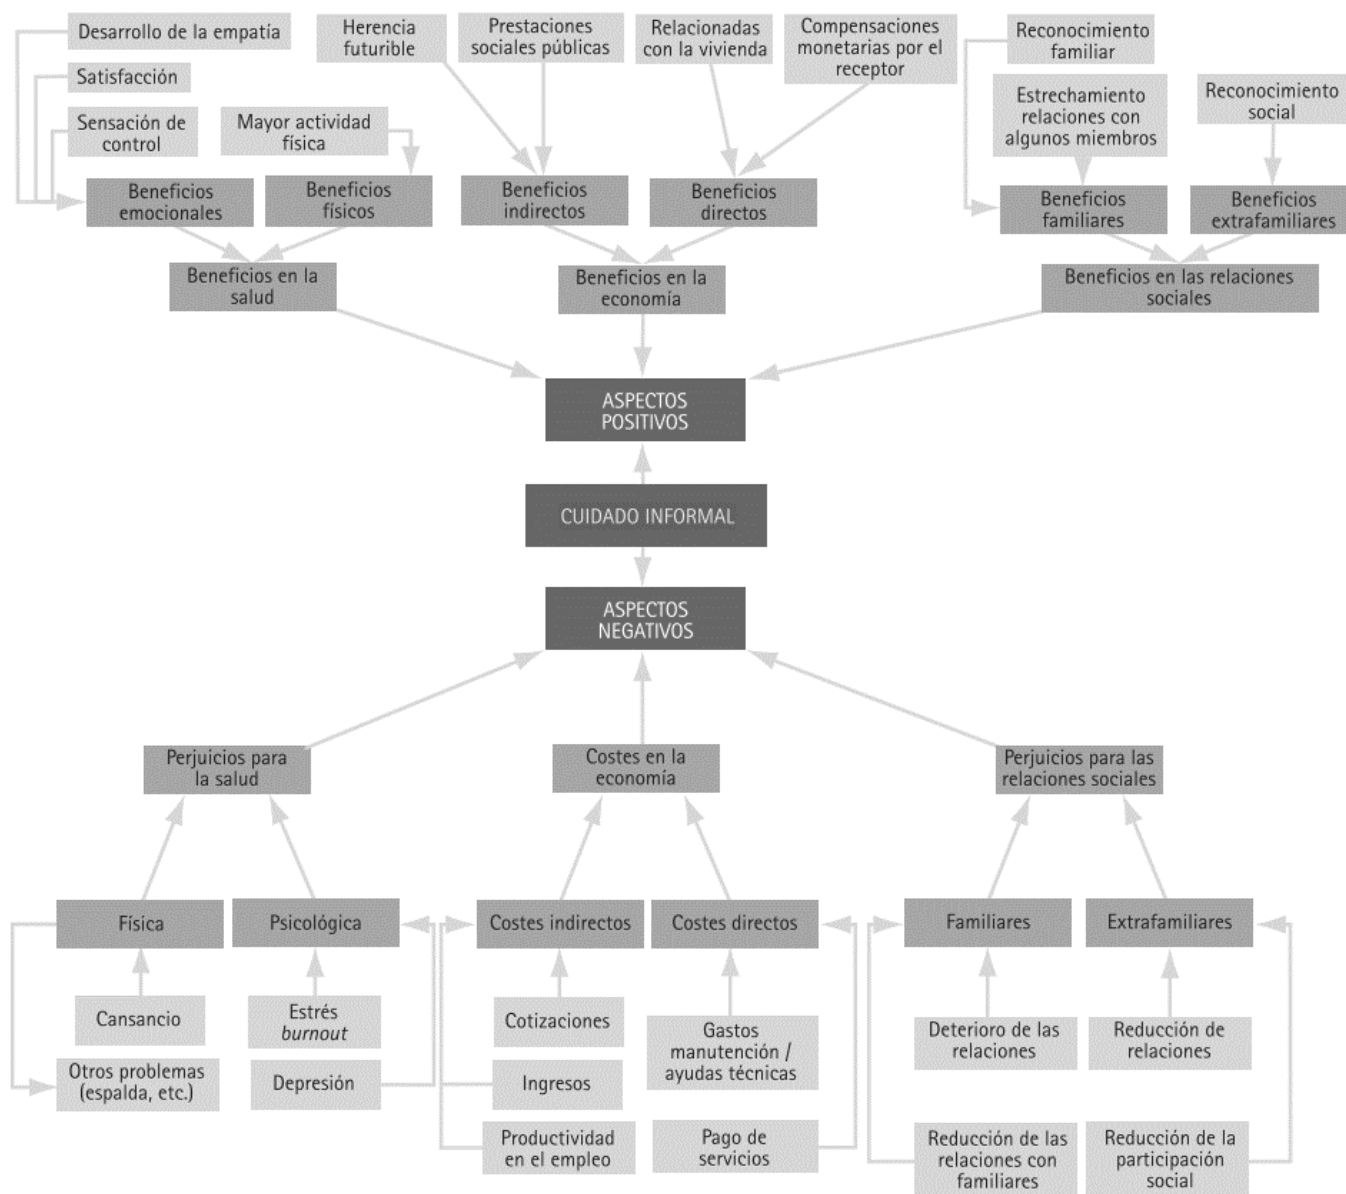 Desarrollo de la empatía
Satisfacción
Sensación de
control
Mayor actividad
física
Herencia
futurible
Prestaciones
sociales públicas
Relacionadas
con la vivienda
Compensaciones
monetarias por el
receptor
Reconocimiento
familiar
Estrechamiento
relaciones con
algunos miembros
Reconocimiento
social
Beneficios
emocionales
Beneficios
físicos
Beneficios
indirectos
Beneficios
directos
Beneficios
familiares
Beneficios
extrafamiliares
Beneficios en la
salud
Beneficios en la
economía
Beneficios en las relaciones
sociales
ASPECTOS
POSITIVOS
CUIDADO INFORMAL
ASPECTOS
NEGATIVOS
Perjuicios para
la salud
Costes en la
economía
Perjuicios para las
relaciones sociales
Física
Psicológica
Costes indirectos
Costes directos
Familiares
Extrafamiliares
Cansancio
Estrés
burnout
Cotizaciones
Gastos
manutención /
ayudas técnicas
Deterioro de las
relaciones
Reducción de
relaciones
Otros problemas
(espalda, etc.)
Depresión
Ingresos
Productividad
en el empleo
Pago de
servicios
Reducción de las
relaciones con
familiares
Reducción de la
participación
social